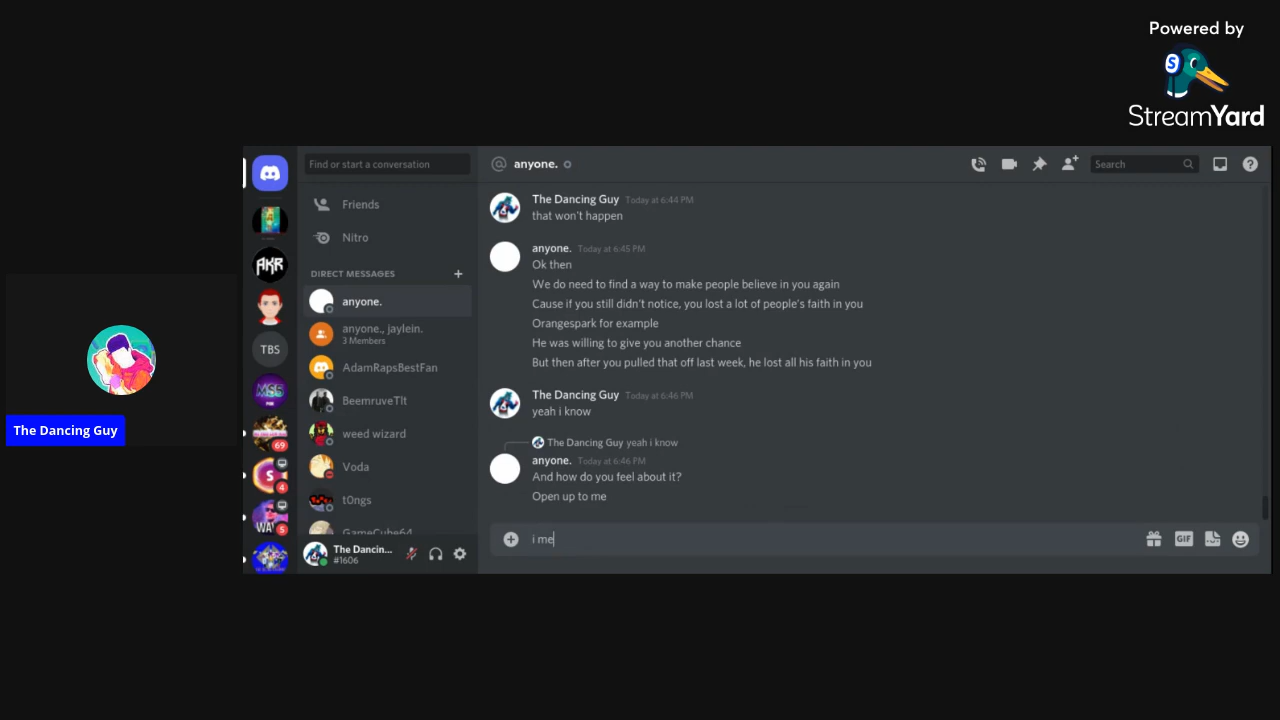 Powered by
StreamYard
Find or start a conversation
anyone.
Search
Friends
Nitro
DIRECT MESSAGES
anyone.
anyone., jaylein.
3 Members
AdamRapsBestFan
BeemruveTlt
weed wizard
Voda
t0ngs
GameCube64
The Dancin...
#1606
AKR
TBS
MSS
69
4
WA
5
The Dancing Guy Today at 6:44 PM
that won't happen
anyone. Today at 6:45 PM
Ok then
We do need to find a way to make people believe in you again
Cause if you still didn't notice, you lost a lot of people's faith in you
Orangespark for example
He was willing to give you another chance
But then after you pulled that off last week, he lost all his faith in you
The Dancing Guy Today at 6:46 PM
yeah i know
The Dancing Guy yeah i know
anyone. Today at 6:46 PM
And how do you feel about it?
Open up to me
i me
GIF
The Dancing Guy